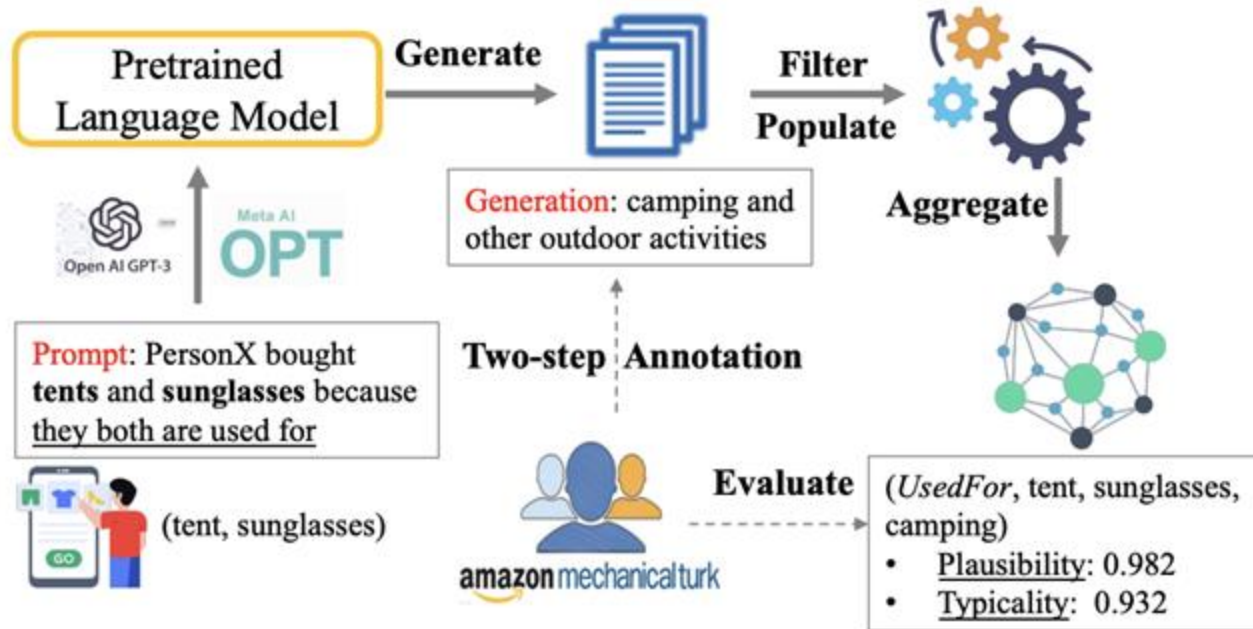 Pretrained
Language Model
Generate
Filter
Populate
Open AI GPT-3
Meta AI
OPT
Generation: camping and
other outdoor activities
Aggregate
Prompt: PersonX bought
tents and sunglasses because
they both are used for
Two-step Annotation
GO
(tent, sunglasses)
amazon mechanical turk
Evaluate
(UsedFor, tent, sunglasses,
camping)
• Plausibility: 0.982
• Typicality: 0.932